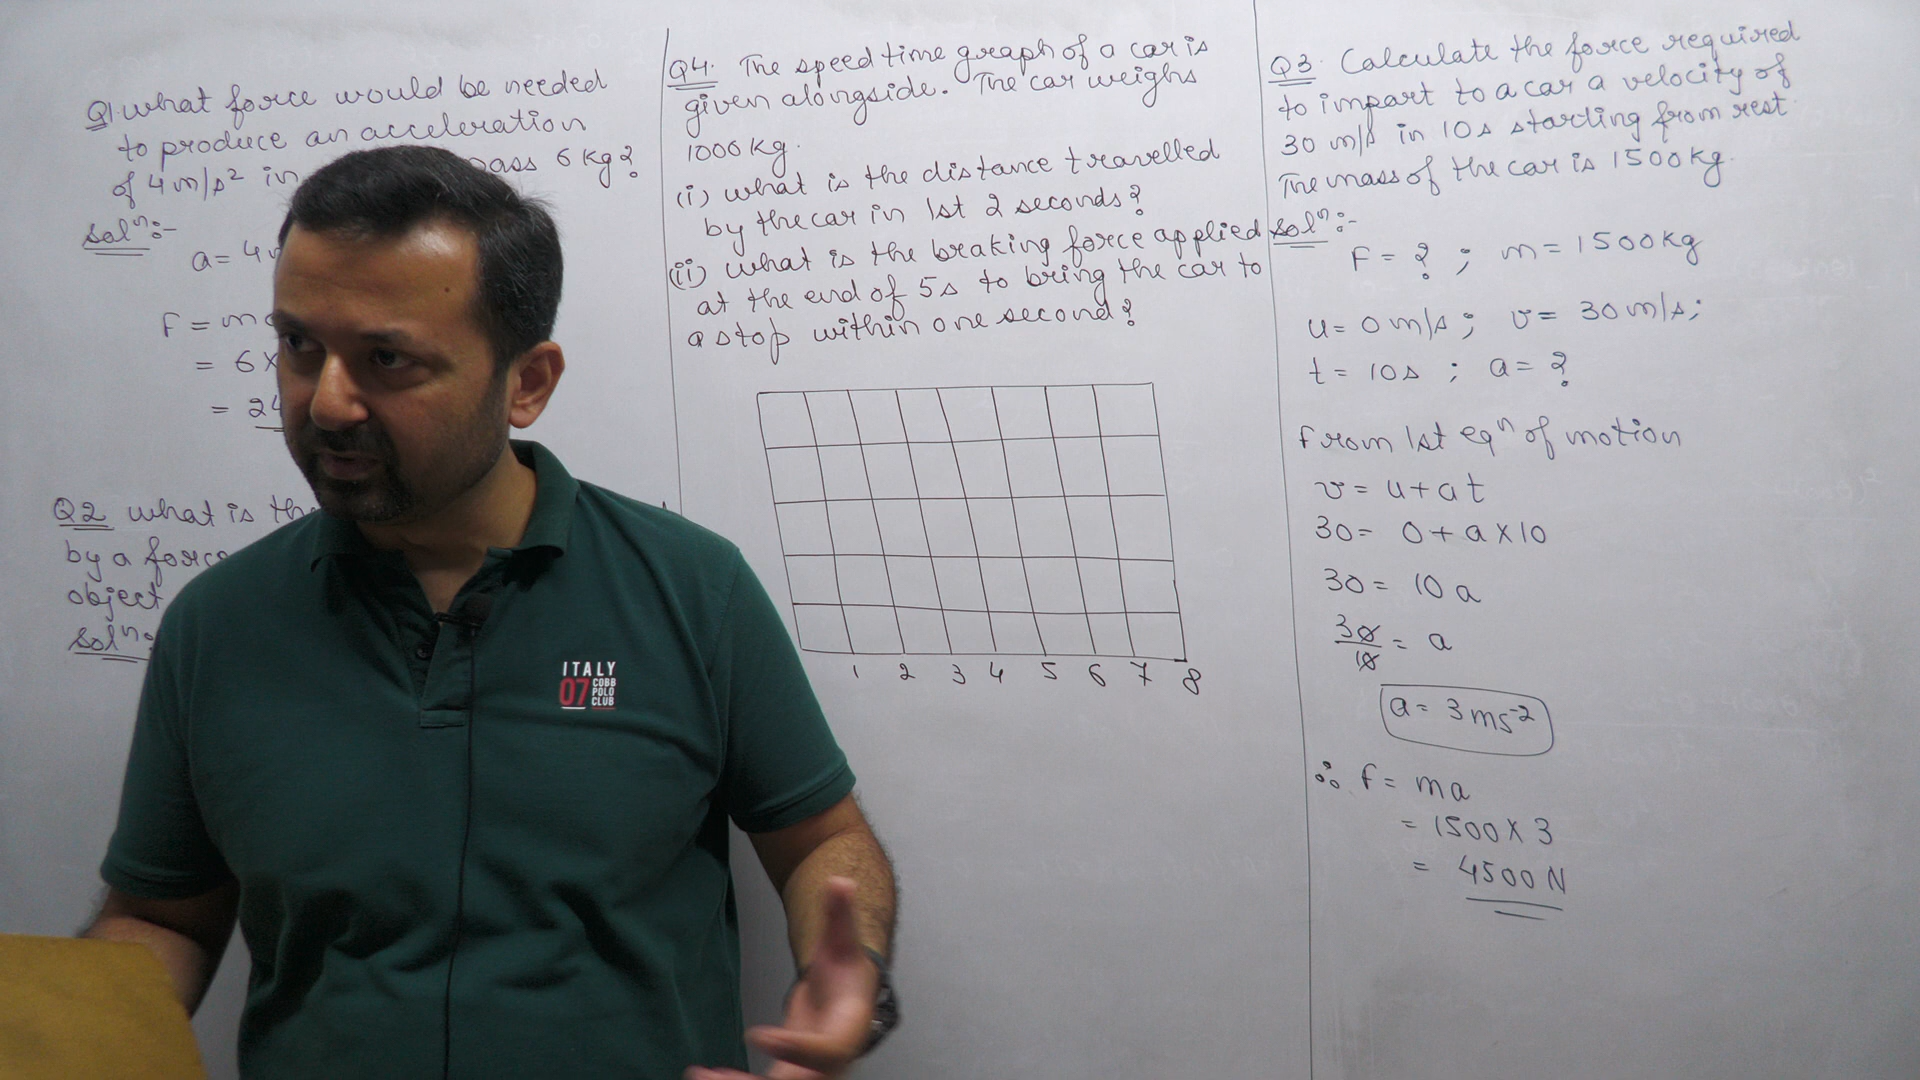 Q1. what force would be needed
to produce an acceleration
of 4 m/s² in
mass 6 kg?
Solⁿ:-
a = 4
F = m
= 6 ×
= 24
Q2 what is the
by a force
object
Solⁿ:
Q4. The speed time graph of a car is
given alongside. The car weighs
1000 kg.
(i) what is the distance travelled
by the car in 1st 2 seconds?
(ii) what is the braking force applied
at the end of 5s to bring the car to
a stop within one second?
1 2 3 4 5 6 7 8
Q3. Calculate the force required
to impart to a car a velocity of
30 m/s in 10s starting from rest.
The mass of the car is 1500 kg.
Solⁿ:-
F = ? ; m = 1500 kg
u = 0 m/s ; v = 30 m/s;
t = 10s ; a = ?
From 1st eqⁿ of motion
v = u + at
30 = 0 + a × 10
30 = 10 a
30/10 = a
a = 3 ms⁻²
∴ F = ma
= 1500 × 3
= 4500 N
ITALY
07 COBB
POLO
CLUB